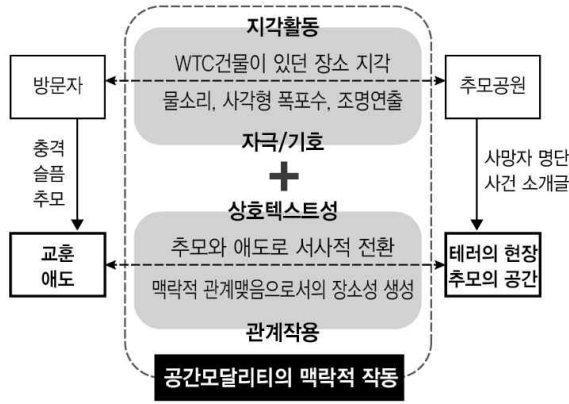 지각활동
WTC건물이 있던 장소 지각
방문자
추모공원
물소리, 사각형 폭포수, 조명연출
자극/기호
충격
슬픔
추모
사망자 명단
사건 소개글
+
상호텍스트성
추모와 애도로 서사적 전환
교훈
애도
테러의 현장
추모의 공간
맥락적 관계맺음으로서의 장소성 생성
관계작용
공간모달리티의 맥락적 작동